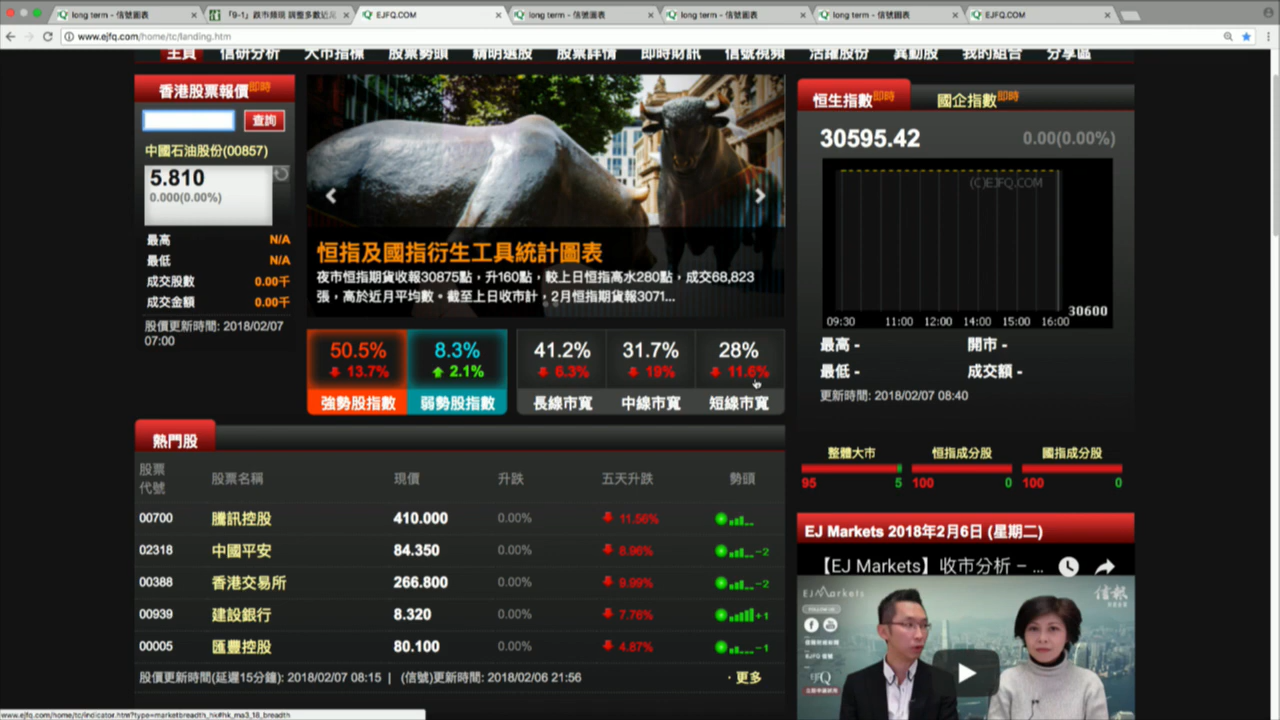 long term - 信號圖表
「9-1」跌市頻現 調整多數近尾
EJFQ.COM
long term - 信號圖表
long term - 信號圖表
long term - 信號圖表
EJFQ.COM
www.ejfq.com/home/tc/landing.htm
主頁 信研分析 大市指標 股票勢頭 精明選股 股票詳情 即時財訊 信號視頻 活躍股份 異動股 我的組合 分享區
香港股票報價即時
查詢
中國石油股份(00857)
5.810
0.000(0.00%)
最高 N/A
最低 N/A
成交股數 0.00千
成交金額 0.00千
股價更新時間: 2018/02/07
07:00
恒指及國指衍生工具統計圖表
夜市恒指期貨收報30875點，升160點，較上日恒指高水280點，成交68,823
張，高於近月平均數。截至上日收市計，2月恒指期貨報3071...
50.5% 8.3% 41.2% 31.7% 28%
13.7% 2.1% 6.3% 19% 11.6%
強勢股指數 弱勢股指數 長線市寬 中線市寬 短線市寬
恒生指數即時 國企指數即時
30595.42 0.00(0.00%)
(C)EJFQ.COM
30600
09:30 11:00 12:00 14:00 15:00 16:00
最高 - 開市 -
最低 - 成交額 -
更新時間: 2018/02/07 08:40
整體大市 恒指成分股 國指成分股
95 5 100 0 100 0
熱門股
股票
代號 股票名稱 現價 升跌 五天升跌 勢頭
00700 騰訊控股 410.000 0.00% 11.56%
02318 中國平安 84.350 0.00% 8.96% -2
00388 香港交易所 266.800 0.00% 9.99% -2
00939 建設銀行 8.320 0.00% 7.76% +1
00005 匯豐控股 80.100 0.00% 4.87% -1
股價更新時間(延遲15分鐘): 2018/02/07 08:15 | (信號)更新時間: 2018/02/06 21:56
·更多
EJ Markets 2018年2月6日 (星期二)
【EJ Markets】收市分析 – ...
EJMarkets
信報
www.ejfq.com/home/tc/indicator.htm?type=marketbreadth_hk#hk_ma3_18_breadth